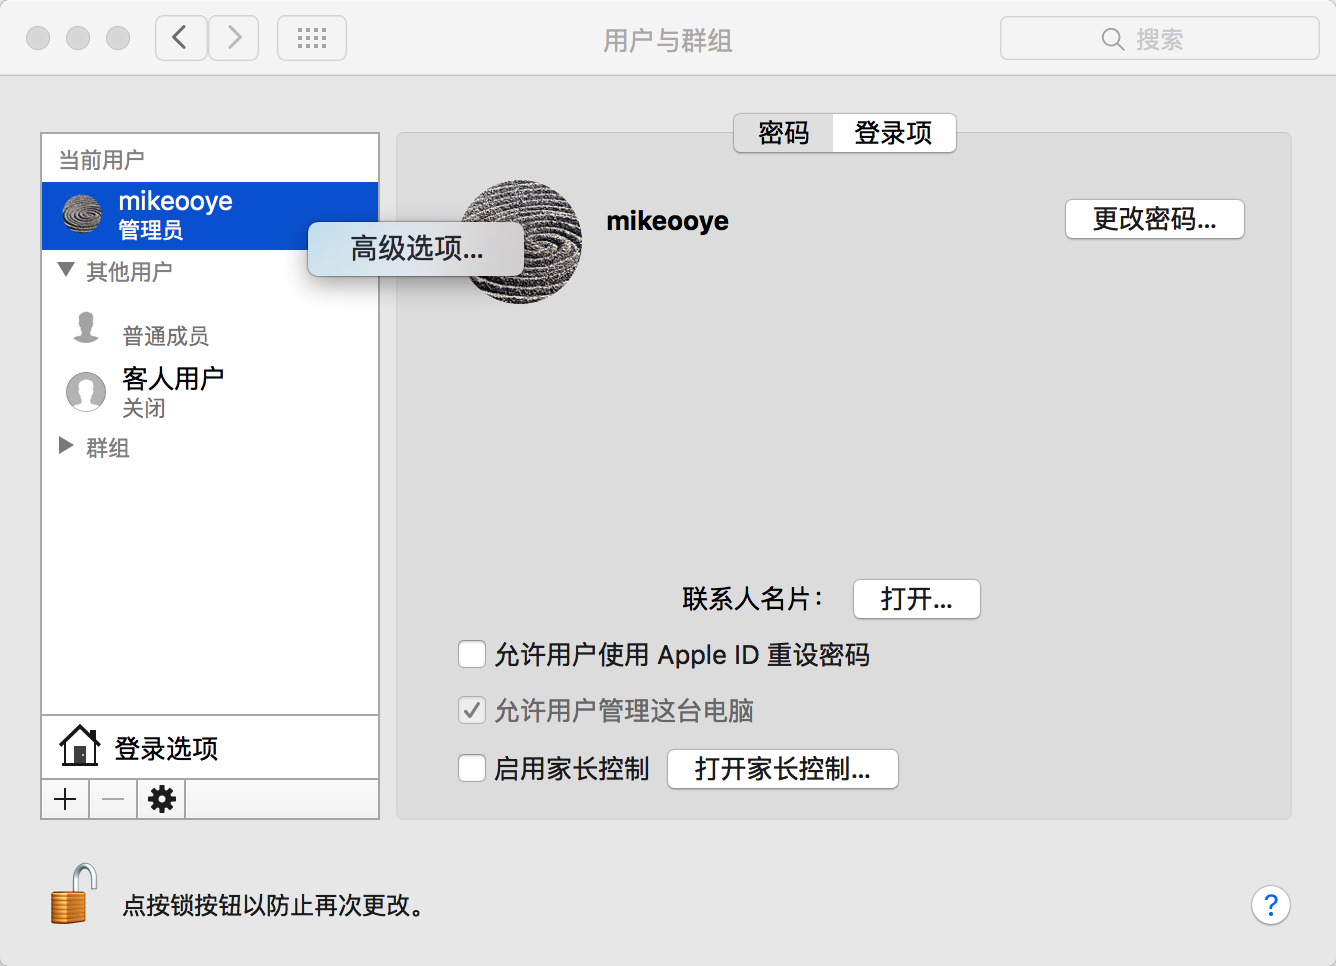 用户与群组
搜索
当前用户
mikeooye
管理员
高级选项...
其他用户
普通成员
客人用户
关闭
群组
登录选项
密码
登录项
mikeooye
更改密码...
联系人名片：
打开...
允许用户使用 Apple ID 重设密码
允许用户管理这台电脑
启用家长控制
打开家长控制...
点按锁按钮以防止再次更改。
?